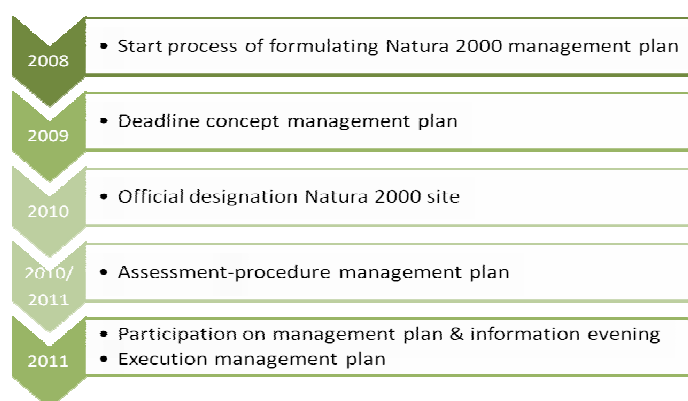 2008
• Start process of formulating Natura 2000 management plan
2009
• Deadline concept management plan
2010
• Official designation Natura 2000 site
2010/
2011
• Assessment-procedure management plan
2011
• Participation on management plan & information evening
• Execution management plan